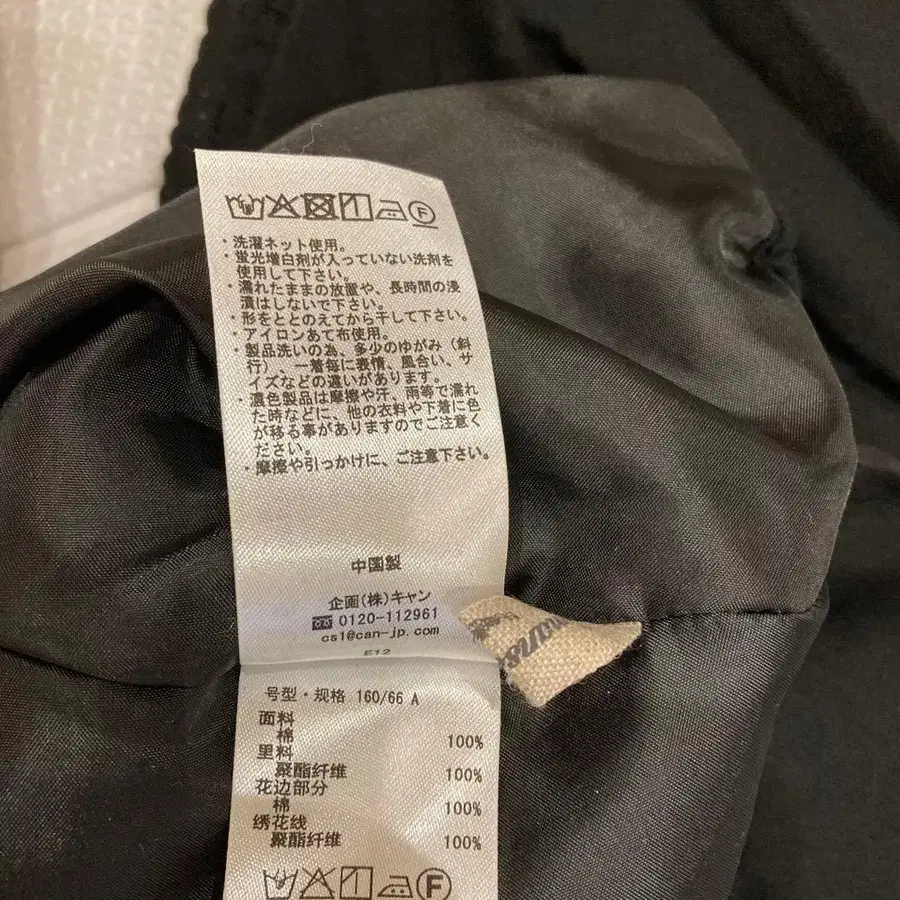 ・洗濯ネット使用。
・蛍光増白剤が入っていない洗剤を
使用して下さい。
・濡れたままの放置や、長時間の浸
漬はしないで下さい。
・形をととのえてから干して下さい。
・アイロンあて布使用。
・製品洗いの為、多少のゆがみ（斜
行）、一着毎に表情、風合い、サ
イズなどの違いがあります。
・濃色製品は摩擦や汗、雨等で濡れ
た時などに、他の衣料や下着に色
が移る事がありますのでご注意く
ださい。
・摩擦や引っかけに、ご注意下さい。
中国製
企画(株)キャン
0120-112961
cs1@can-jp.com
E12
号型・规格 160/66 A
面料
棉 100%
里料
聚酯纤维 100%
花边部分
棉 100%
绣花线
聚酯纤维 100%
F